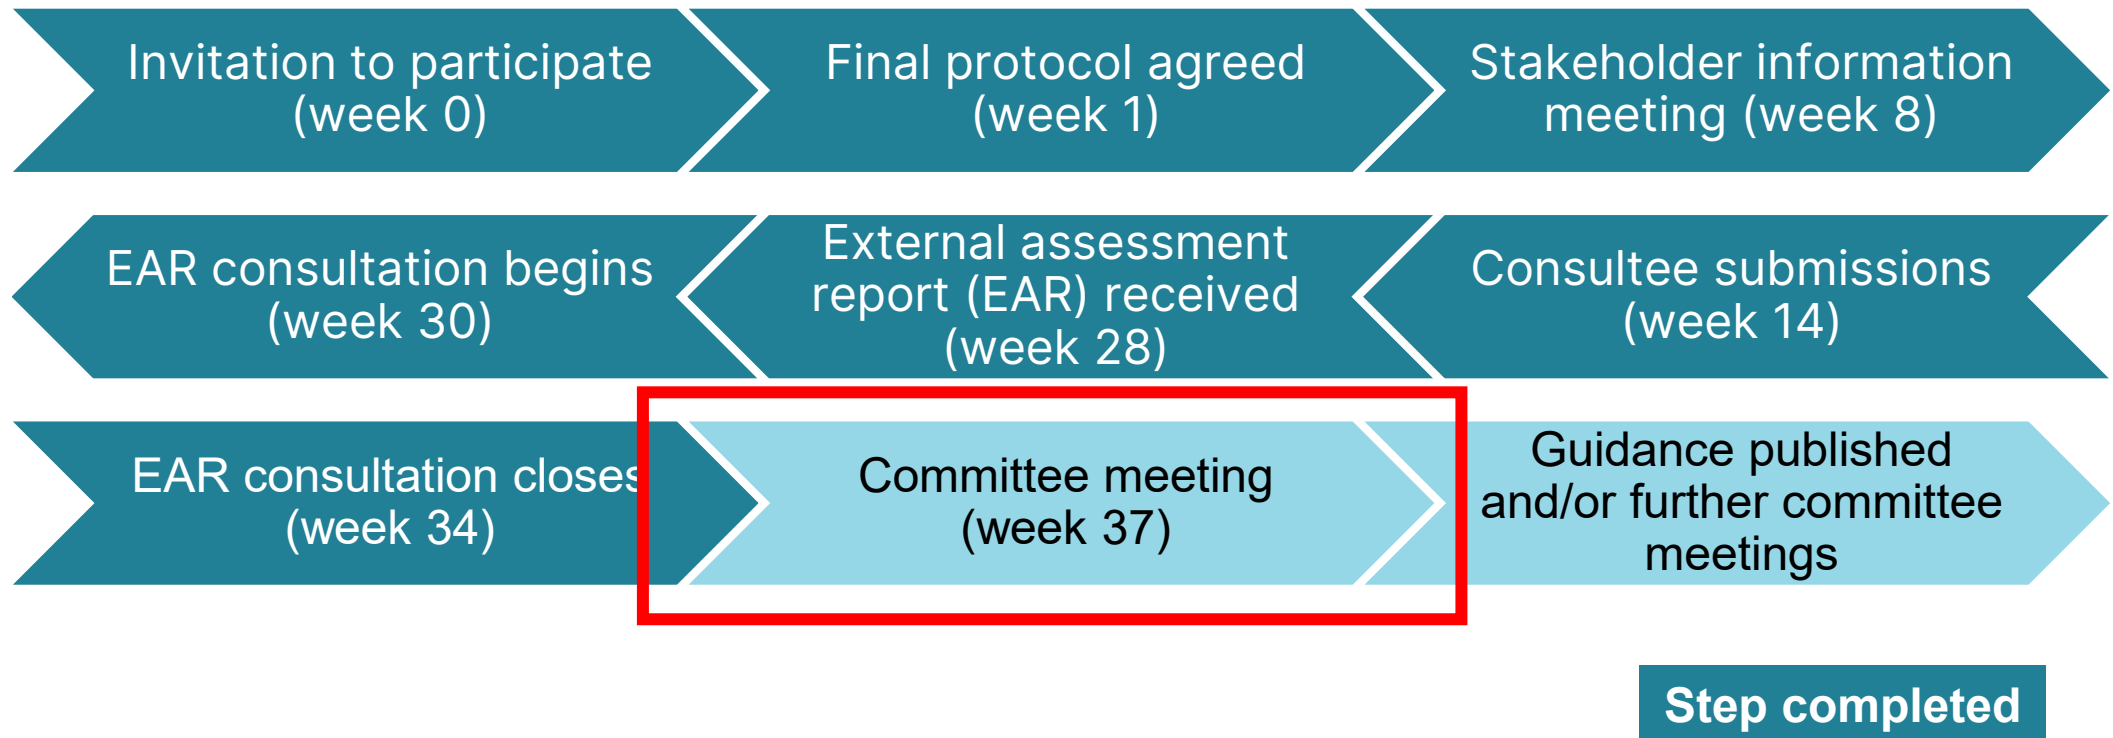 Invitation to participate
(week 0)
Final protocol agreed
(week 1)
Stakeholder information
meeting (week 8)
Consultee submissions
(week 14)
External assessment
report (EAR) received
(week 28)
EAR consultation begins
(week 30)
EAR consultation closes
(week 34)
Committee meeting
(week 37)
Guidance published
and/or further committee
meetings
Step completed